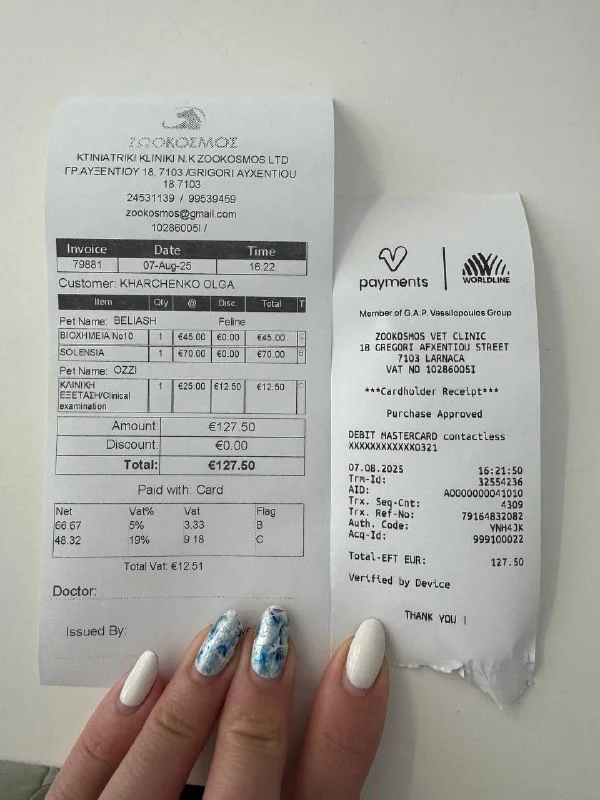 ΖΟΟΚΟΣΜΟΣ
KTINIATRIKI KLINIKI N.K ZOOKOSMOS LTD
ΓΡ.ΑΥΞΕΝΤΙΟΥ 18, 7103 /GRIGORI AYXENTIOU
18 7103
24531139 / 99539459
zookosmos@gmail.com
10286005I /
Invoice Date Time
79881 07-Aug-25 16:22
Customer: KHARCHENKO OLGA
Item Qty @ Disc. Total T
Pet Name: BELIASH Feline
ΒΙΟΧΗΜΕΙΑ Νο10 1 €45.00 €0.00 €45.00 C
SOLENSIA 1 €70.00 €0.00 €70.00 B
Pet Name: OZZI
ΚΛΙΝΙΚΗ 1 €25.00 €12.50 €12.50 C
ΕΞΕΤΑΣΗ/Clinical
examination
Amount: €127.50
Discount: €0.00
Total: €127.50
Paid with: Card
Net Vat% Vat Flag
66.67 5% 3.33 B
48.32 19% 9.18 C
Total Vat: €12.51
Doctor:
Issued By:
payments WORLDLINE
Member of G.A.P. Vassilopoulos Group
ZOOKOSMOS VET CLINIC
18 GREGORI AFXENTIOU STREET
7103 LARNACA
VAT NO 10286005I
***Cardholder Receipt***
Purchase Approved
DEBIT MASTERCARD contactless
XXXXXXXXXXXX0321
07.08.2025 16:21:50
Trm-Id: 32554236
AID: A0000000041010
Trx. Seq-Cnt: 4309
Trx. Ref-No: 79164832082
Auth. Code: YNH4JK
Acq-Id: 999100022
Total-EFT EUR: 127.50
Verified by Device
THANK YOU !